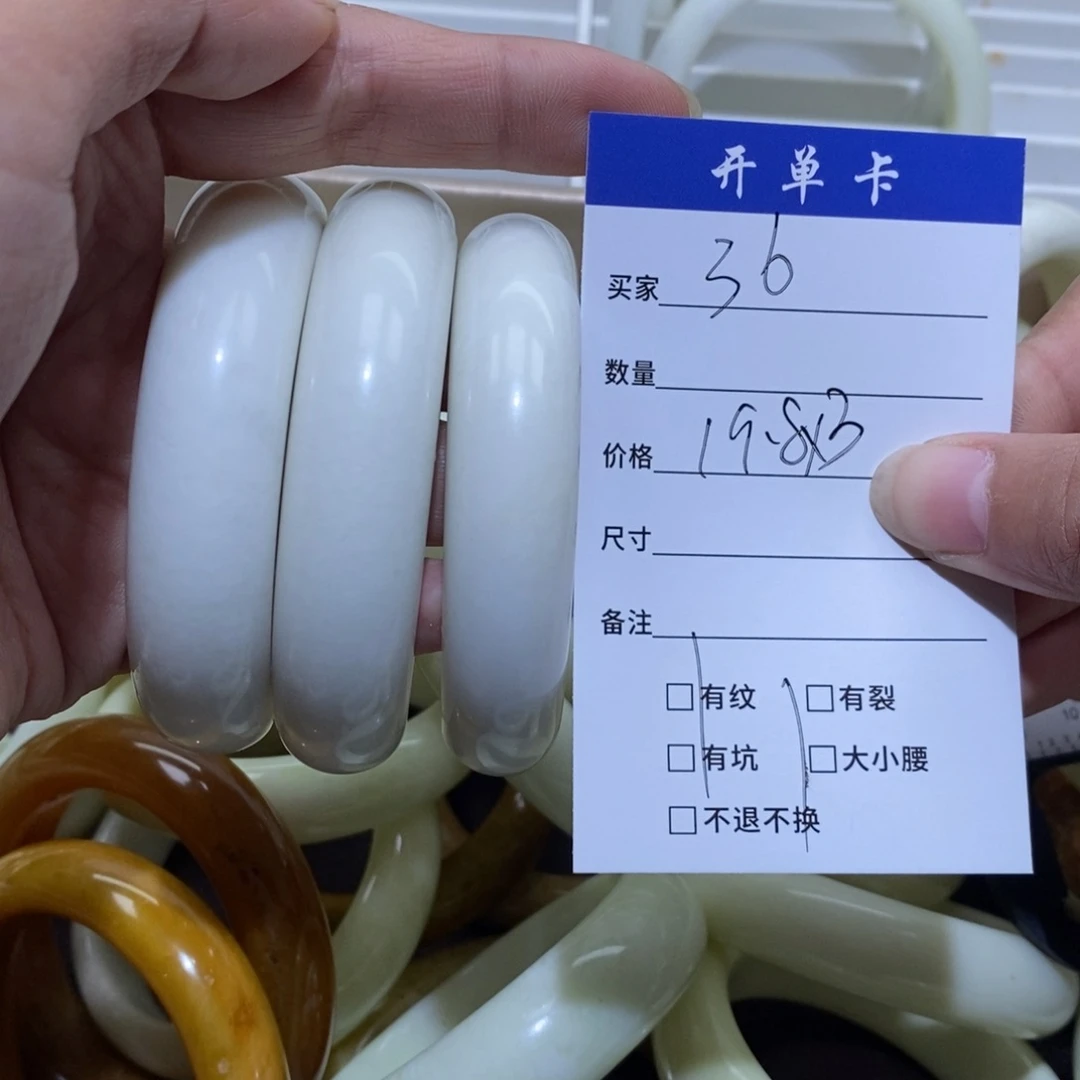 开单卡
买家 36
数量
价格 19.8x3
尺寸
备注
□有纹 □有裂
□有坑 □大小腰
□不退不换